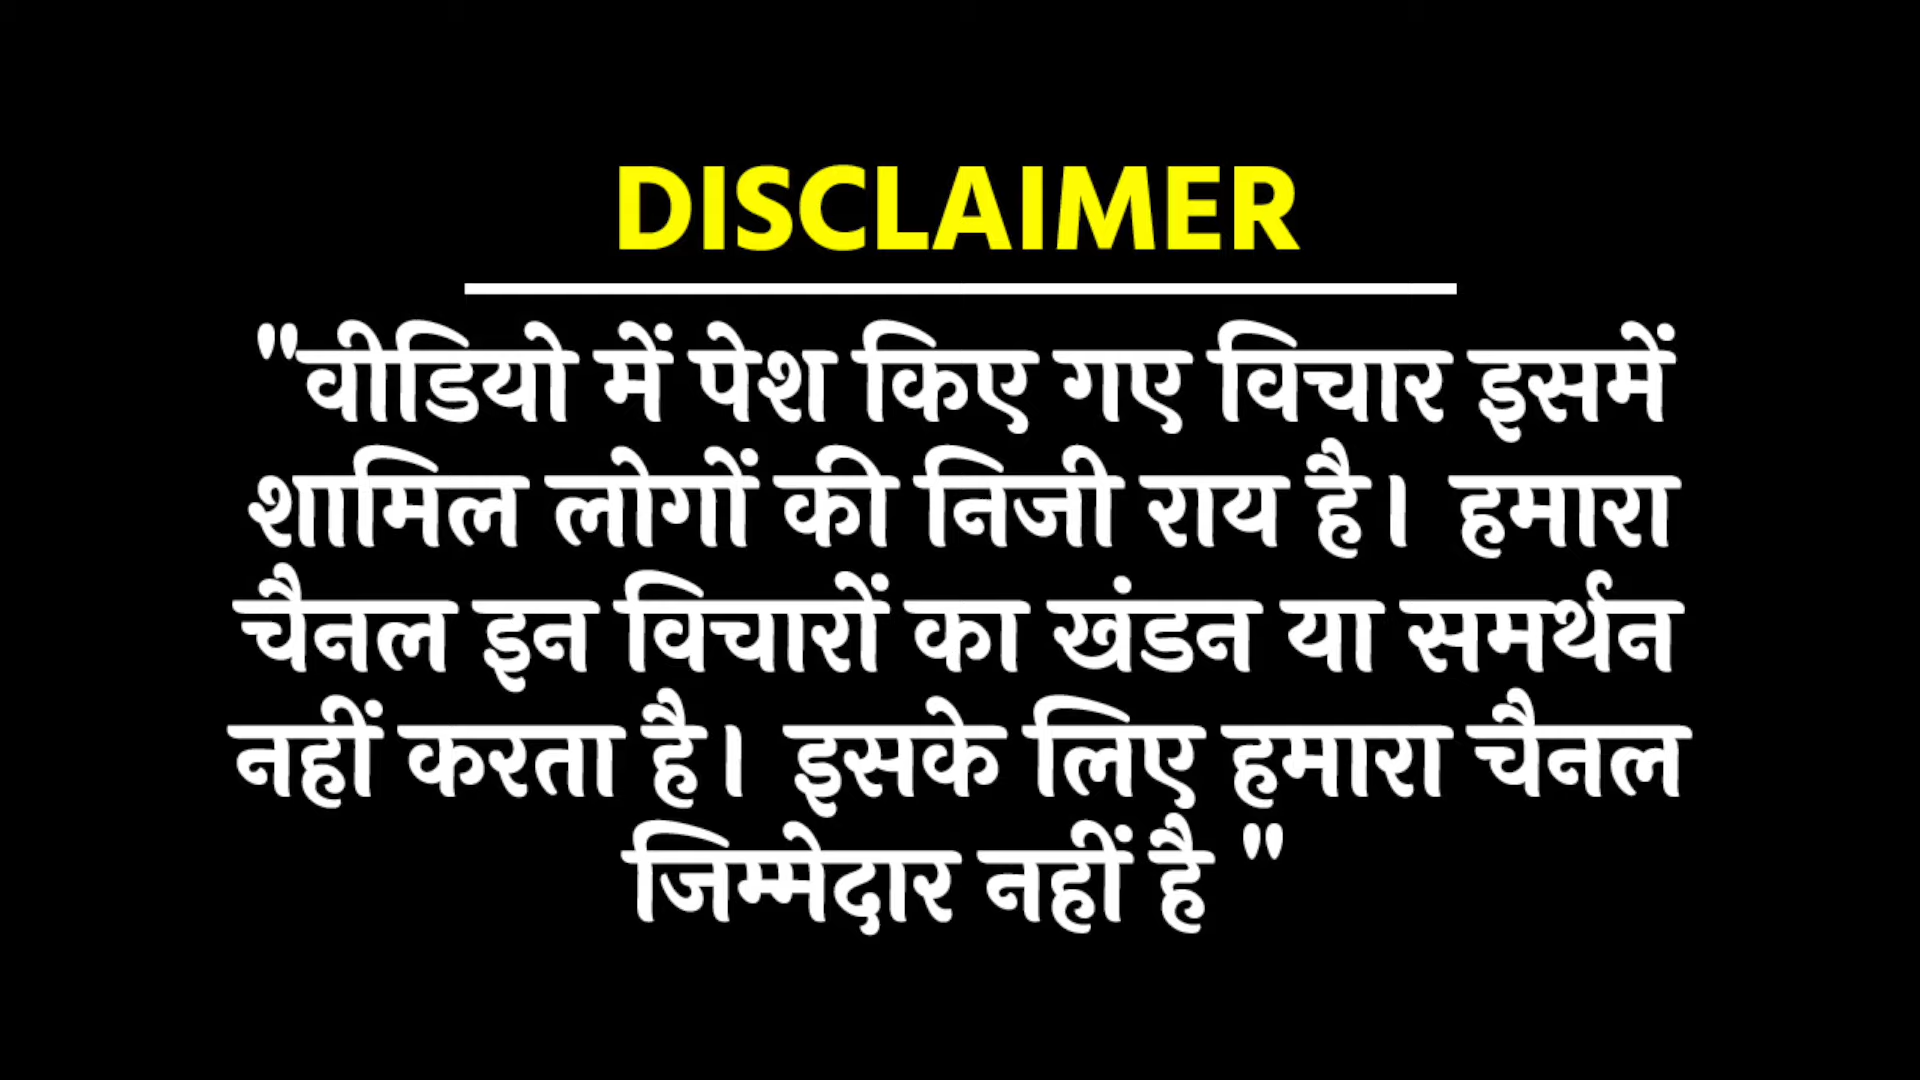 DISCLAIMER
"वीडियो में पेश किए गए विचार इसमें
शामिल लोगों की निजी राय है। हमारा
चैनल इन विचारों का खंडन या समर्थन
नहीं करता है। इसके लिए हमारा चैनल
जिम्मेदार नहीं है "